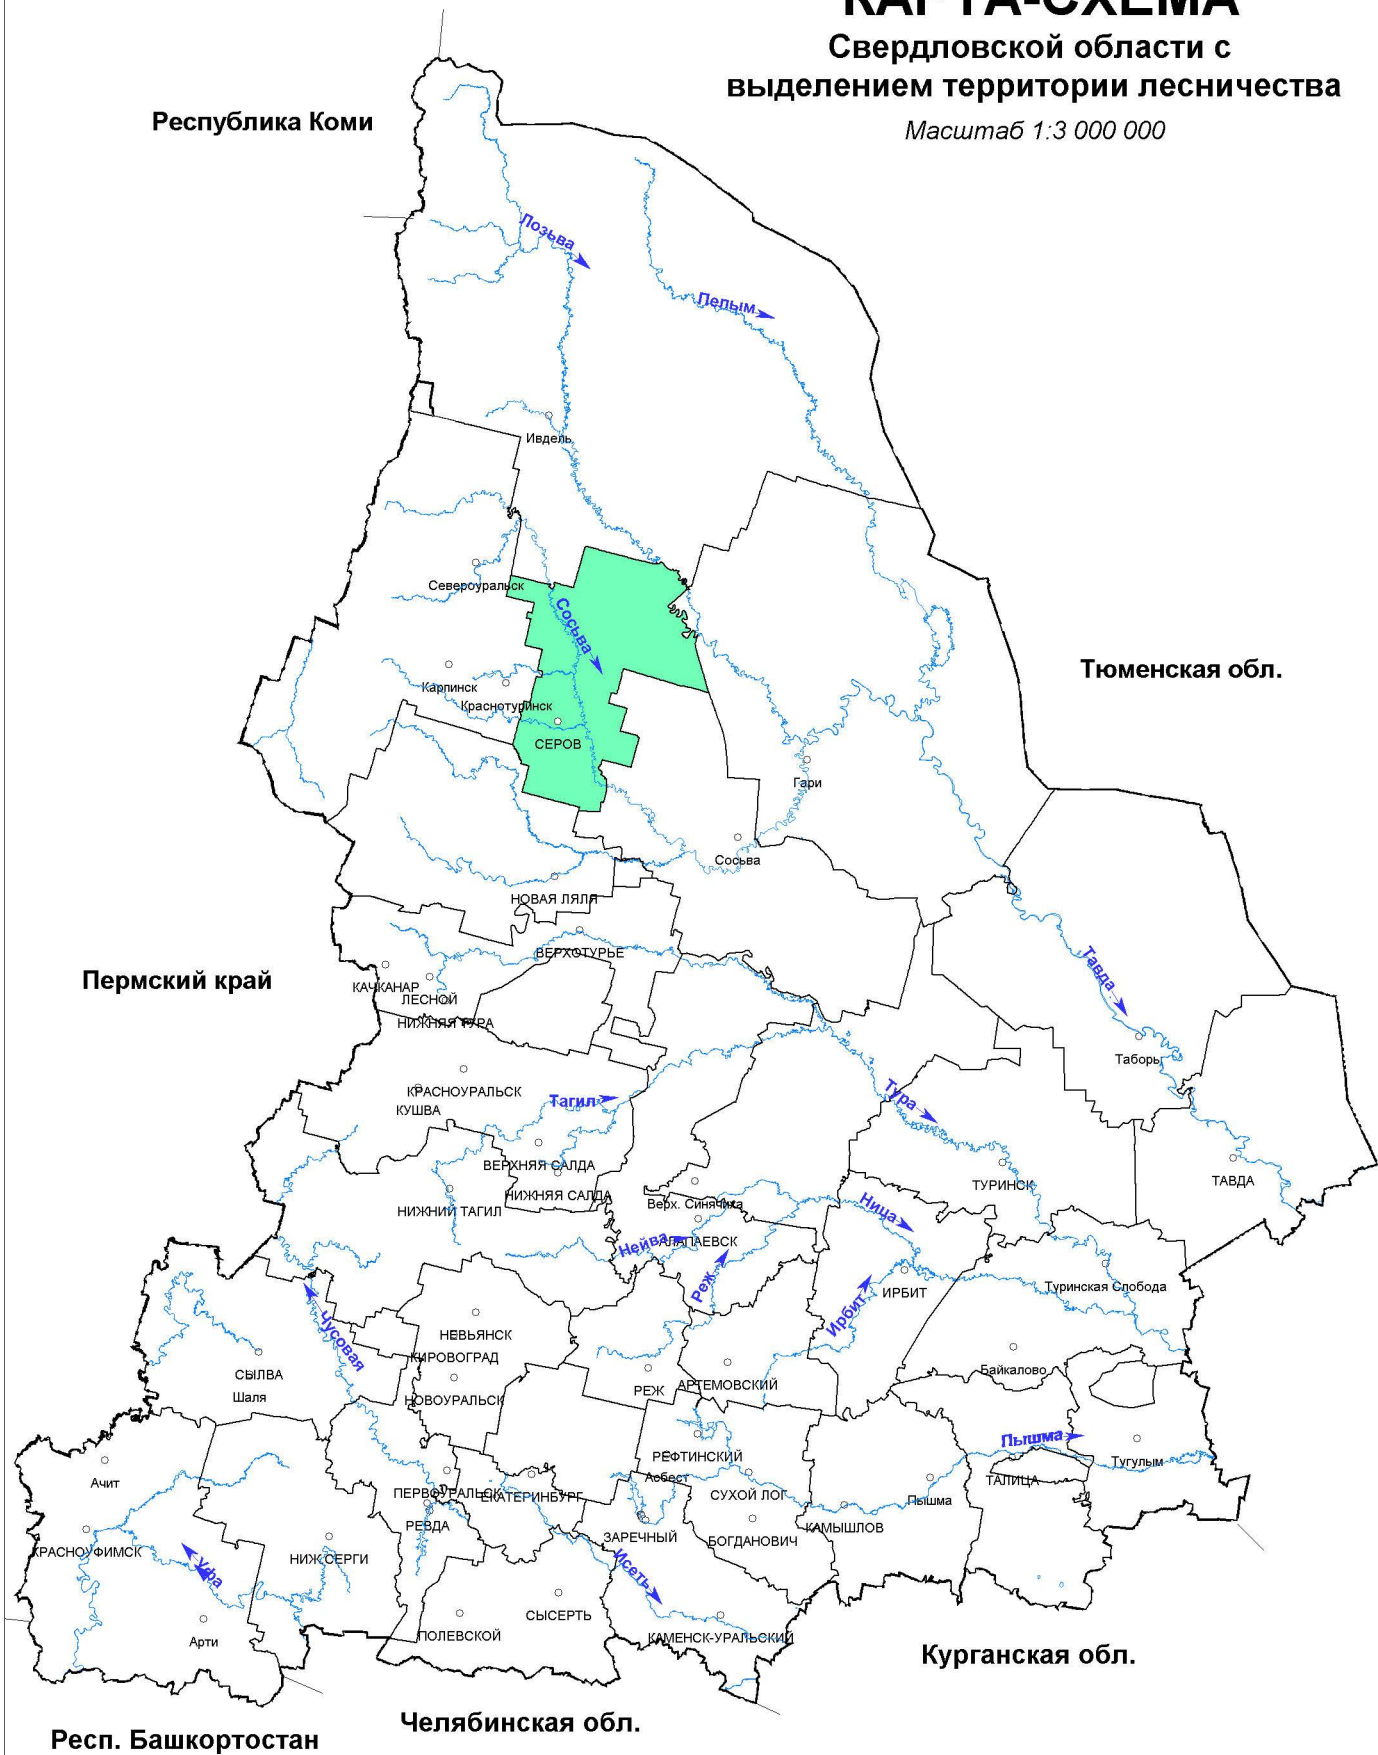 КАРТА-СХЕМА
Свердловской области с
выделением территории лесничества
Масштаб 1:3 000 000
Республика Коми
Лозьва
Пелым
Ивдель
Североуральск
Сосьва
Тюменская обл.
Карпинск
Краснотурйнск
СЕРОВ
Гари
Сосьва
НОВАЯ ЛЯЛЯ
ВЕРХОТУРЬЕ
Тавда
Пермский край
КАЧКАНАР
ЛЕСНОЙ
НИЖНЯЯ ТУРА
Таборы
КРАСНОУРАЛЬСК
КУШВА
Тагил
Тура
ВЕРХНЯЯ САЛДА
НИЖНЯЯ САЛДА
НИЖНИЙ ТАГИЛ
Верх. Синячиха
ТУРИНСК
ТАВДА
Ница
Нейва
АЛАПАЕВСК
Реж
Ирбит
ИРБИТ
Туринская Слобода
Чусовая
НЕВЬЯНСК
КИРОВОГРАД
СЫЛВА
Шаля
НОВОУРАЛЬСК
РЕЖ
АРТЕМОВСКИЙ
Байкалово
Пышма
Тугулым
РЕФТИНСКИЙ
Асбест
Ачит
ПЕРВОУРАЛЬСК
ЕКАТЕРИНБУРГ
СУХОЙ ЛОГ
Пышма
ТАЛИЦА
РЕВДА
ЗАРЕЧНЫЙ
БОГДАНОВИЧ
КАМЫШЛОВ
КРАСНОУФИМСК
Уфа
НИЖ.СЕРГИ
Исеть
СЫСЕРТЬ
Арти
ПОЛЕВСКОЙ
КАМЕНСК-УРАЛЬСКИЙ
Курганская обл.
Челябинская обл.
Респ. Башкортостан